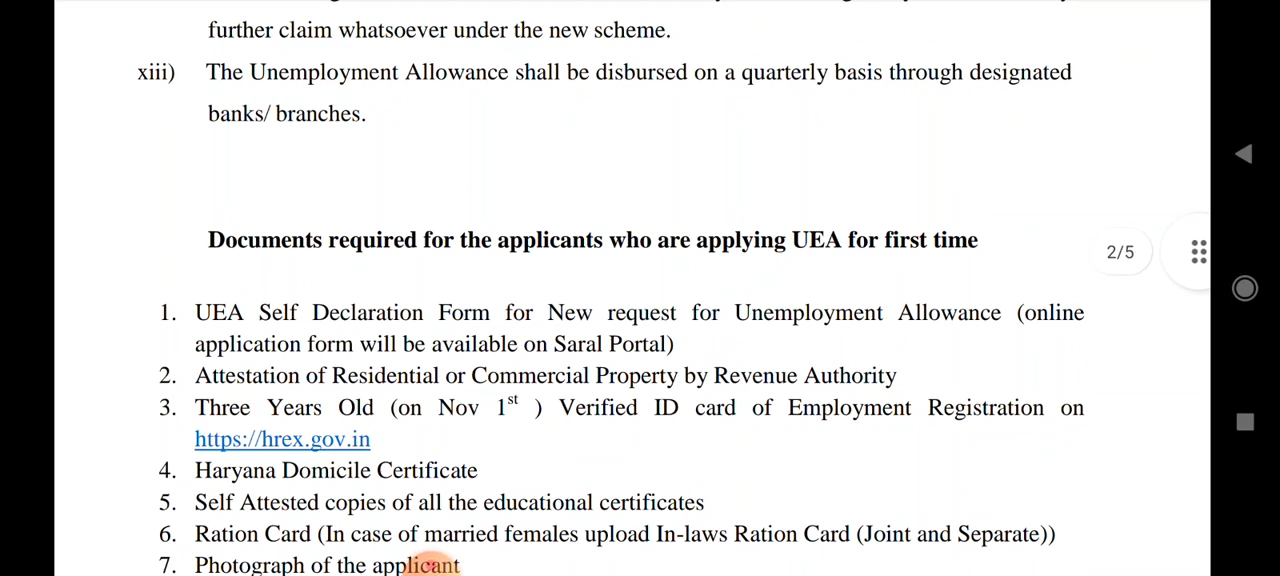 further claim whatsoever under the new scheme.
xiii) The Unemployment Allowance shall be disbursed on a quarterly basis through designated
banks/ branches.
Documents required for the applicants who are applying UEA for first time
2/5
1. UEA Self Declaration Form for New request for Unemployment Allowance (online
application form will be available on Saral Portal)
2. Attestation of Residential or Commercial Property by Revenue Authority
3. Three Years Old (on Nov 1st ) Verified ID card of Employment Registration on
https://hrex.gov.in
4. Haryana Domicile Certificate
5. Self Attested copies of all the educational certificates
6. Ration Card (In case of married females upload In-laws Ration Card (Joint and Separate))
7. Photograph of the applicant